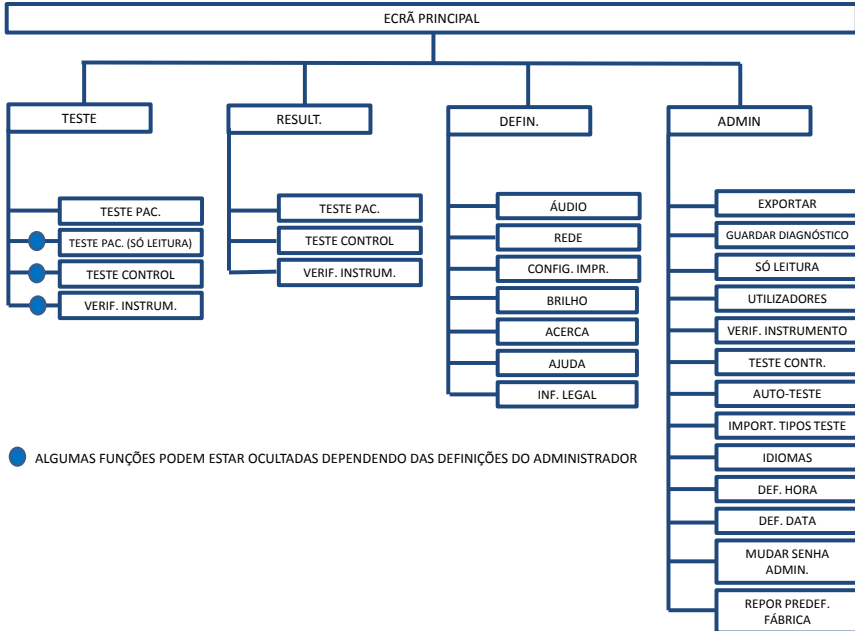 ECRÃ PRINCIPAL
TESTE
TESTE PAC.
TESTE PAC. (SÓ LEITURA)
TESTE CONTROL
VERIF. INSTRUM.
RESULT.
TESTE PAC.
TESTE CONTROL
VERIF. INSTRUM.
DEFIN.
ÁUDIO
REDE
CONFIG. IMPR.
BRILHO
ACERCA
AJUDA
INF. LEGAL
ADMIN
EXPORTAR
GUARDAR DIAGNÓSTICO
SÓ LEITURA
UTILIZADORES
VERIF. INSTRUMENTO
TESTE CONTR.
AUTO-TESTE
IMPORT. TIPOS TESTE
IDIOMAS
DEF. HORA
DEF. DATA
MUDAR SENHA
ADMIN.
REPOR PREDEF.
FÁBRICA
ALGUMAS FUNÇÕES PODEM ESTAR OCULTADAS DEPENDENDO DAS DEFINIÇÕES DO ADMINISTRADOR